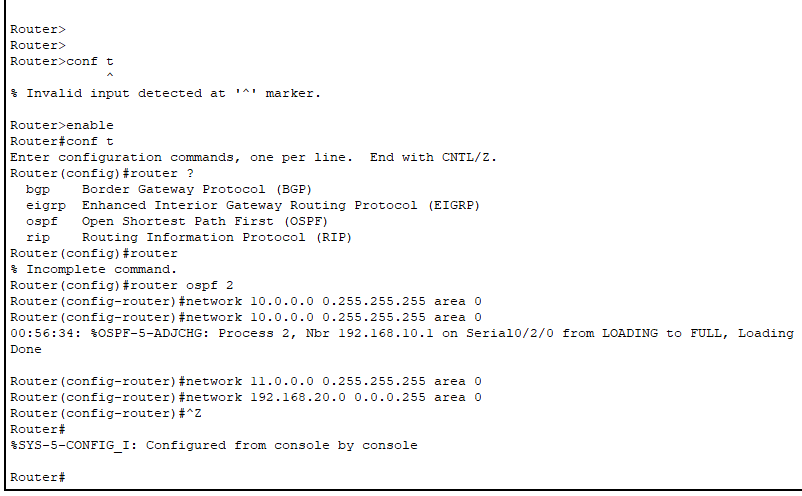 Router>
Router>
Router>conf t
^
% Invalid input detected at '^' marker.
Router>enable
Router#conf t
Enter configuration commands, one per line.  End with CNTL/Z.
Router(config)#router ?
  bgp    Border Gateway Protocol (BGP)
  eigrp  Enhanced Interior Gateway Routing Protocol (EIGRP)
  ospf   Open Shortest Path First (OSPF)
  rip    Routing Information Protocol (RIP)
Router(config)#router
% Incomplete command.
Router(config)#router ospf 2
Router(config-router)#network 10.0.0.0 0.255.255.255 area 0
Router(config-router)#network 10.0.0.0 0.255.255.255 area 0
00:56:34: %OSPF-5-ADJCHG: Process 2, Nbr 192.168.10.1 on Serial0/2/0 from LOADING to FULL, Loading
Done
Router(config-router)#network 11.0.0.0 0.255.255.255 area 0
Router(config-router)#network 192.168.20.0 0.0.0.255 area 0
Router(config-router)#^Z
Router#
%SYS-5-CONFIG_I: Configured from console by console
Router#